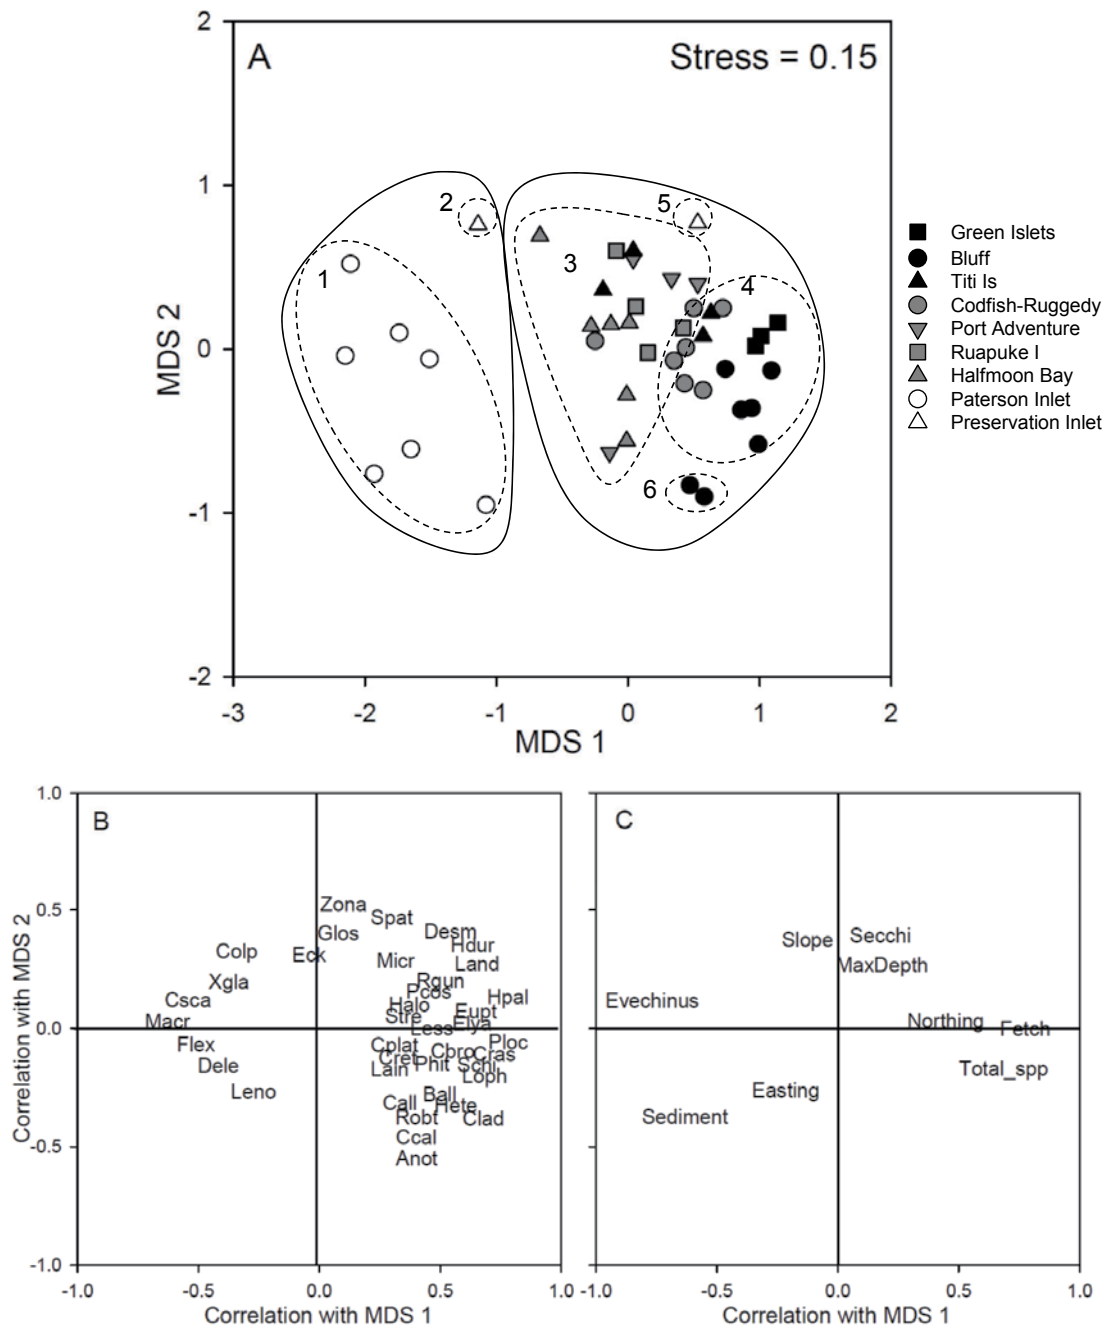 2
A
Stress = 0.15
1
2
5
1
3
4
MDS 2
0
-1
6
-2
-3
-2
-1
0
1
2
MDS 1
Green Islets
Bluff
Titi Is
Codfish-Ruggedy
Port Adventure
Ruapuke I
Halfmoon Bay
Paterson Inlet
Preservation Inlet
1.0
B
0.5
Zona
Spat
Glos
Desm
Colp
Eck
Hdur
Micr
Land
Xgla
Rgun
Csca
Pcos
Hpal
Halo
Eupt
Macr
Stre
Elya
0.0
Less
Flex
Cplat
Ploc
Cbro
Cras
Cret
Dele
Lain
Phit
Schi
Loph
Leno
Ball
Call
Hete
Robt
Clad
Ccal
-0.5
Anot
-1.0
Correlation with MDS 2
-1.0
-0.5
0.0
0.5
1.0
Correlation with MDS 1
C
Slope
Secchi
MaxDepth
Evechinus
Northing
Fetch
Total_spp
Easting
Sediment
-1.0
-0.5
0.0
0.5
1.0
Correlation with MDS 1